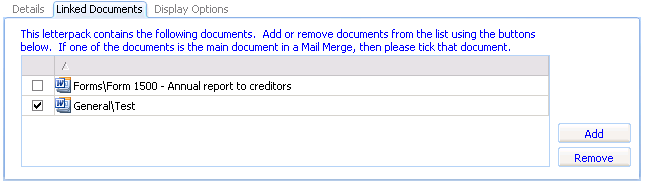 Details Linked Documents Display Options
This letterpack contains the following documents. Add or remove documents from the list using the buttons
below. If one of the documents is the main document in a Mail Merge, then please tick that document.
/
Forms\Form 1500 - Annual report to creditors
General\Test
Add
Remove